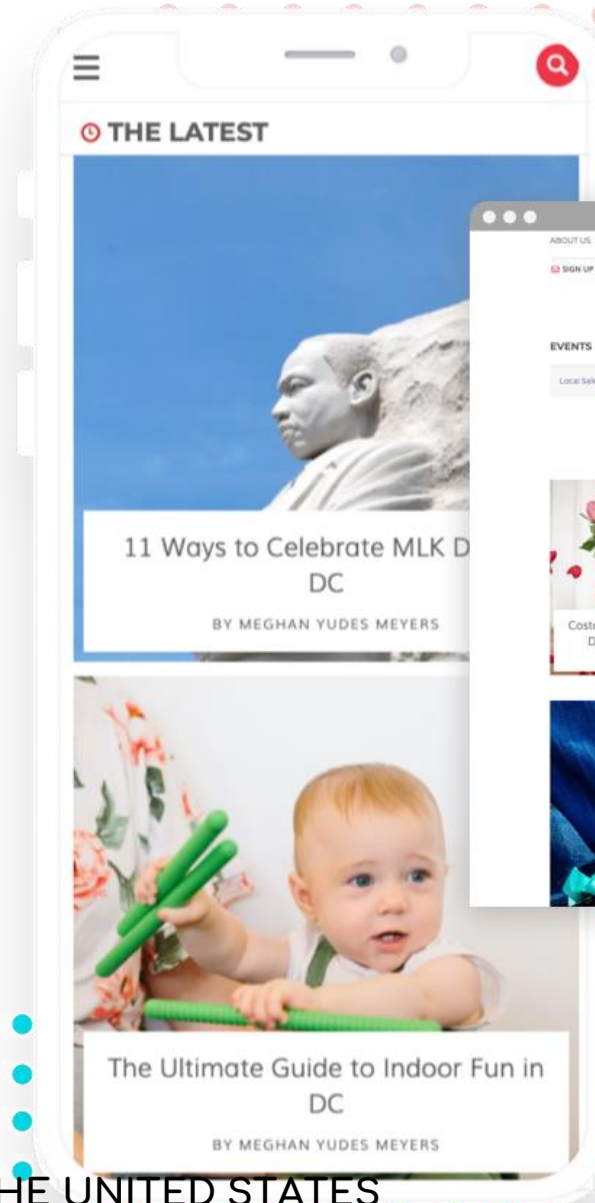 THE LATEST
11 Ways to Celebrate MLK D
DC
BY MEGHAN YUDES MEYERS
ABOUT US
SIGN UP
EVENTS
Local
The Ultimate Guide to Indoor Fun in
DC
BY MEGHAN YUDES MEYERS
HE UNITED STATES